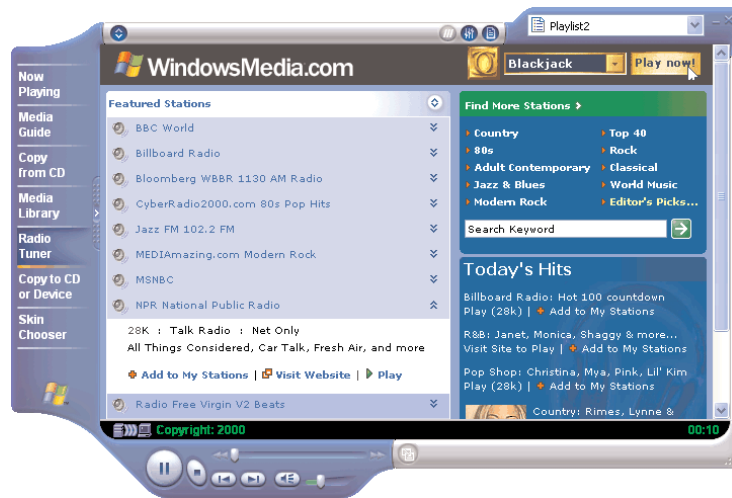 Playlist2
Now
Playing
Media
Guide
Copy
from CD
Media
Library
Radio
Tuner
Copy to CD
or Device
Skin
Chooser
WindowsMedia.com
Blackjack
Play now!
Featured Stations
BBC World
Billboard Radio
Bloomberg WBBR 1130 AM Radio
CyberRadio2000.com 80s Pop Hits
Jazz FM 102.2 FM
MEDIAmazing.com Modern Rock
MSNBC
NPR National Public Radio
28K : Talk Radio : Net Only
All Things Considered, Car Talk, Fresh Air, and more
Add to My Stations | Visit Website | Play
Radio Free Virgin V2 Beats
Find More Stations
Country
80s
Adult Contemporary
Jazz & Blues
Modern Rock
Top 40
Rock
Classical
World Music
Editor's Picks...
Search Keyword
Today's Hits
Billboard Radio: Hot 100 countdown
Play (28k) | Add to My Stations
R&B: Janet, Monica, Shaggy & more...
Visit Site to Play | Add to My Stations
Pop Shop: Christina, Mya, Pink, Lil' Kim
Play (28k) | Add to My Stations
Country: Rimes, Lynne &
Copyright: 2000
00:10